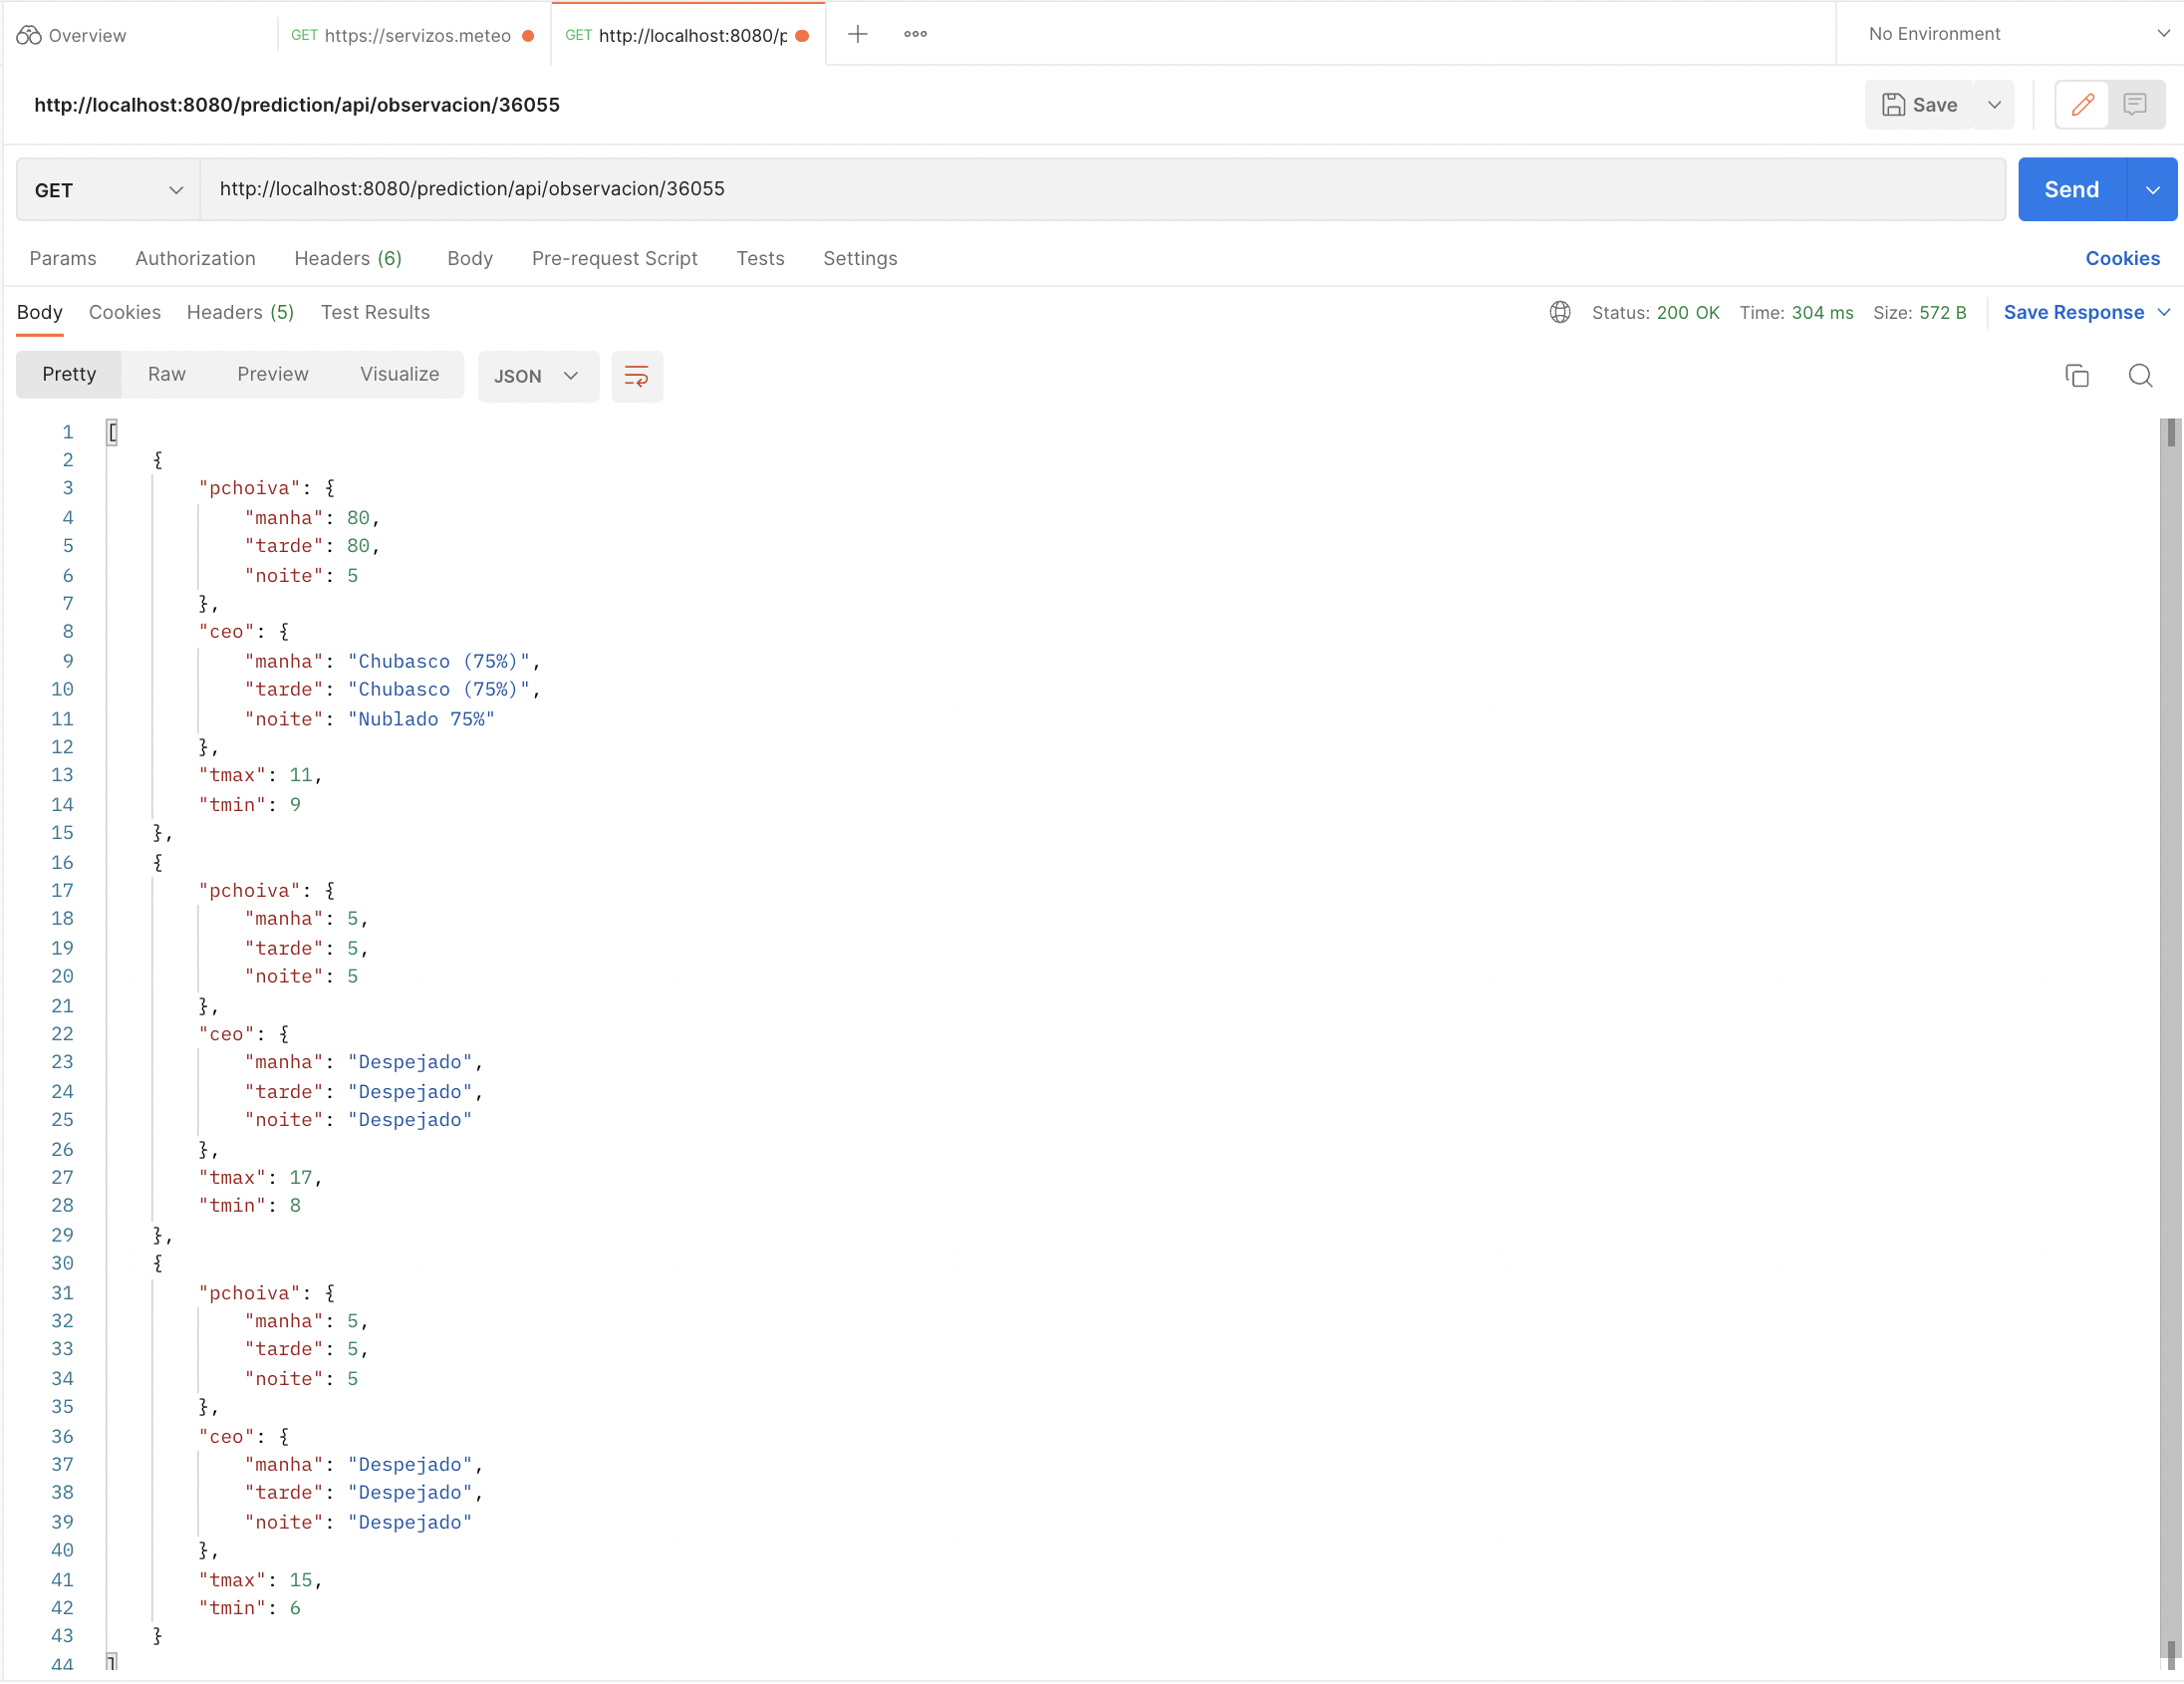 Overview
GET https://servizos.meteo
GET http://localhost:8080/p
No Environment
http://localhost:8080/prediction/api/observacion/36055
Save
GET
http://localhost:8080/prediction/api/observacion/36055
Send
Params Authorization Headers (6) Body Pre-request Script Tests Settings Cookies
Body Cookies Headers (5) Test Results Status: 200 OK Time: 304 ms Size: 572 B Save Response
Pretty Raw Preview Visualize JSON
1 [
2 {
3 "pchoiva": {
4 "manha": 80,
5 "tarde": 80,
6 "noite": 5
7 },
8 "ceo": {
9 "manha": "Chubasco (75%)",
10 "tarde": "Chubasco (75%)",
11 "noite": "Nublado 75%"
12 },
13 "tmax": 11,
14 "tmin": 9
15 },
16 {
17 "pchoiva": {
18 "manha": 5,
19 "tarde": 5,
20 "noite": 5
21 },
22 "ceo": {
23 "manha": "Despejado",
24 "tarde": "Despejado",
25 "noite": "Despejado"
26 },
27 "tmax": 17,
28 "tmin": 8
29 },
30 {
31 "pchoiva": {
32 "manha": 5,
33 "tarde": 5,
34 "noite": 5
35 },
36 "ceo": {
37 "manha": "Despejado",
38 "tarde": "Despejado",
39 "noite": "Despejado"
40 },
41 "tmax": 15,
42 "tmin": 6
43 }
44 ]